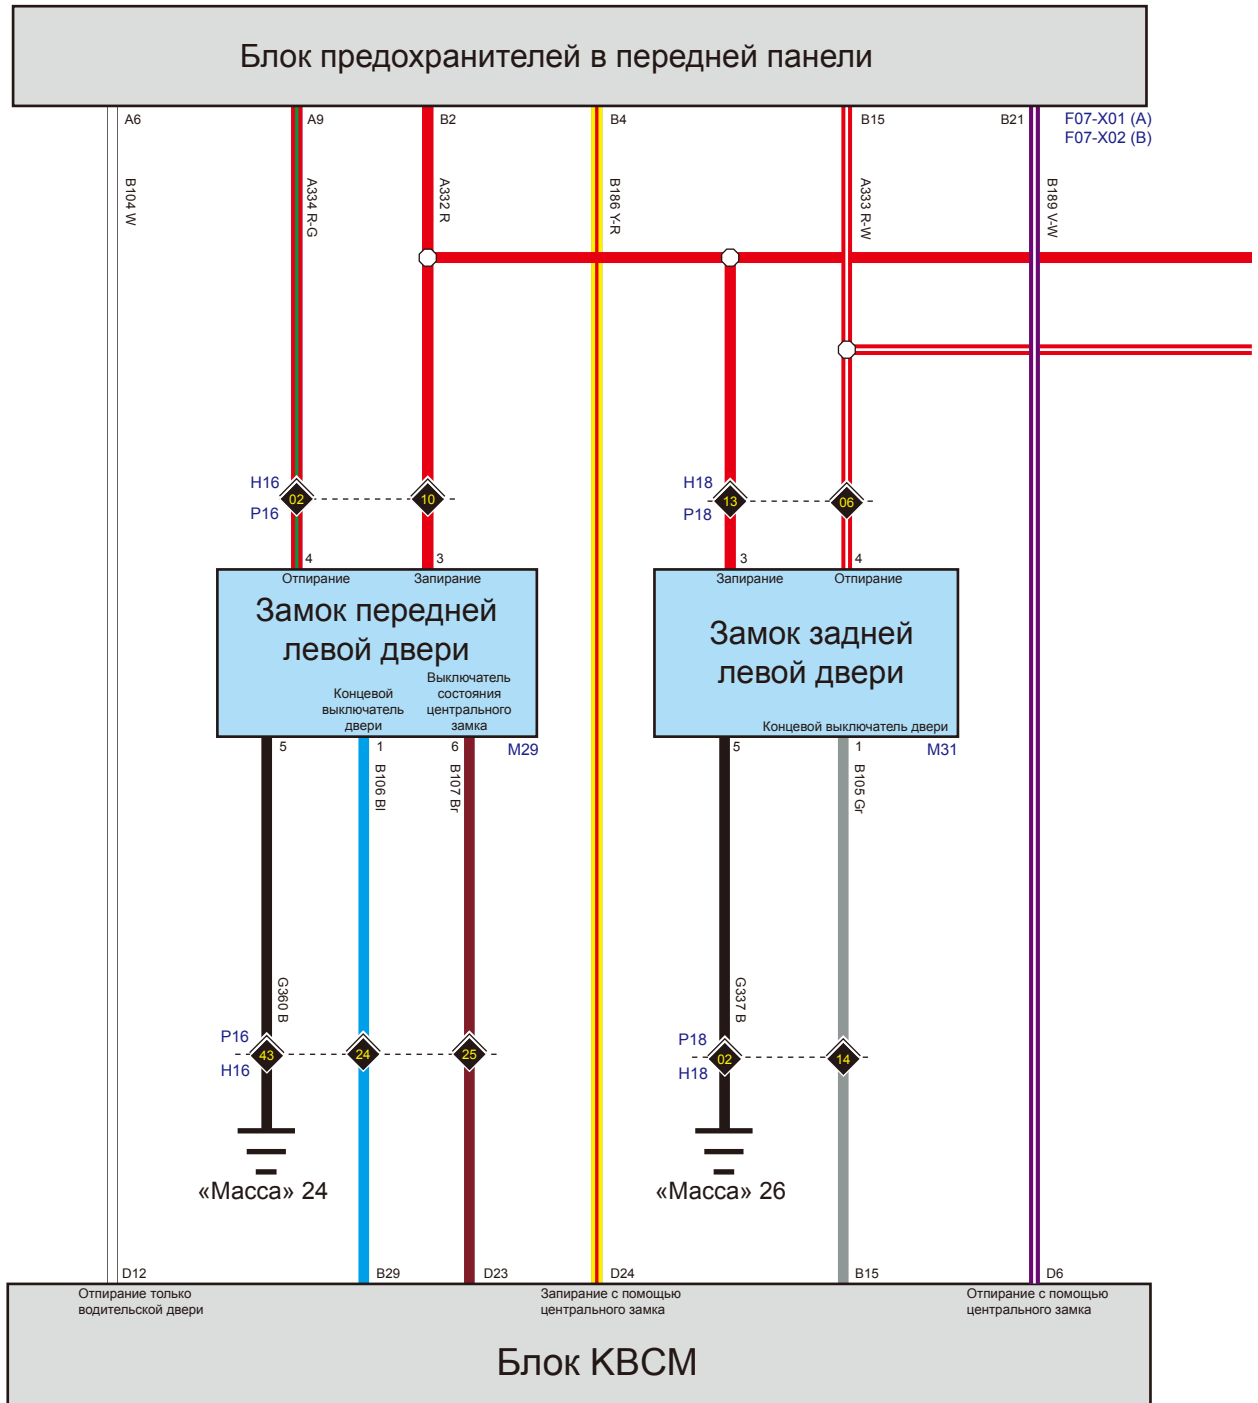 Блок предохранителей в передней панели
A6
A9
B2
B4
B15
B21
F07-X01 (A)
F07-X02 (B)
B104 W
A334 R-G
A332 R
B186 Y-R
A333 R-W
B189 V-W
H16
P16
02
10
H18
P18
13
06
4
3
3
4
Отпирание
Запирание
Запирание
Отпирание
Замок передней
левой двери
Замок задней
левой двери
Концевой
выключатель
двери
Выключатель
состояния
центрального
замка
Концевой выключатель двери
5
1
6
M29
5
1
M31
B106 Bl
B107 Br
B105 Gr
G360 B
G337 B
P16
H16
43
24
25
P18
H18
02
14
«Масса» 24
«Масса» 26
D12
B29
D23
D24
B15
D6
Отпирание только
водительской двери
Запирание с помощью
центрального замка
Отпирание с помощью
центрального замка
Блок KBCM